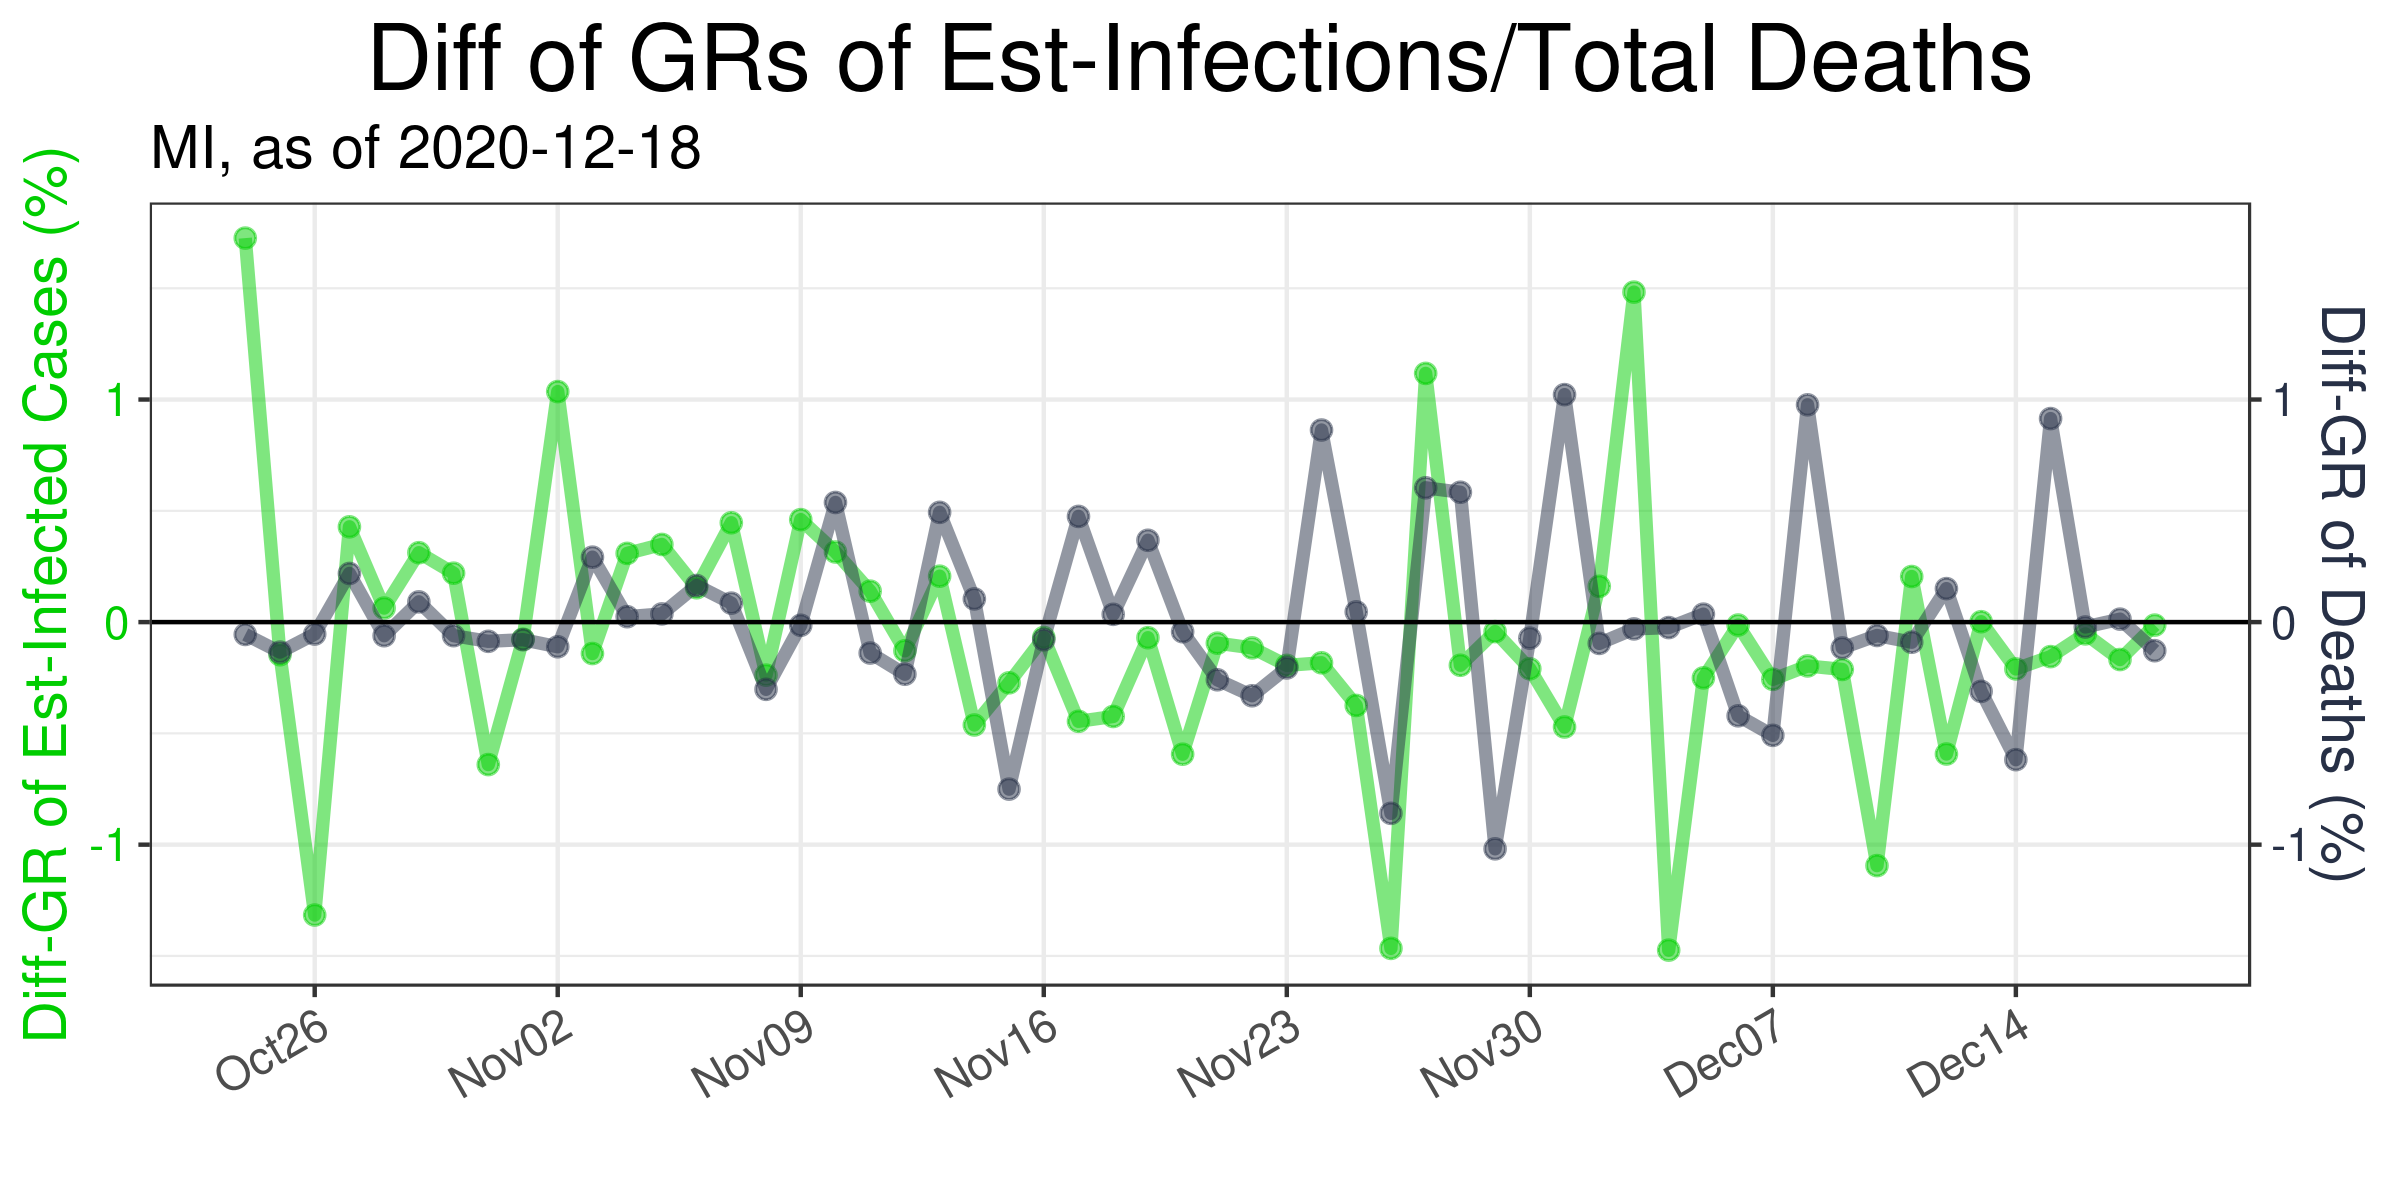 Diff of GRs of Est-Infections/Total Deaths
MI, as of 2020-12-18
Diff-GR of Est-Infected Cases (%)
1
0
-1
1
0
-1
Diff-GR of Deaths (%)
Oct26
Nov02
Nov09
Nov16
Nov23
Nov30
Dec07
Dec14